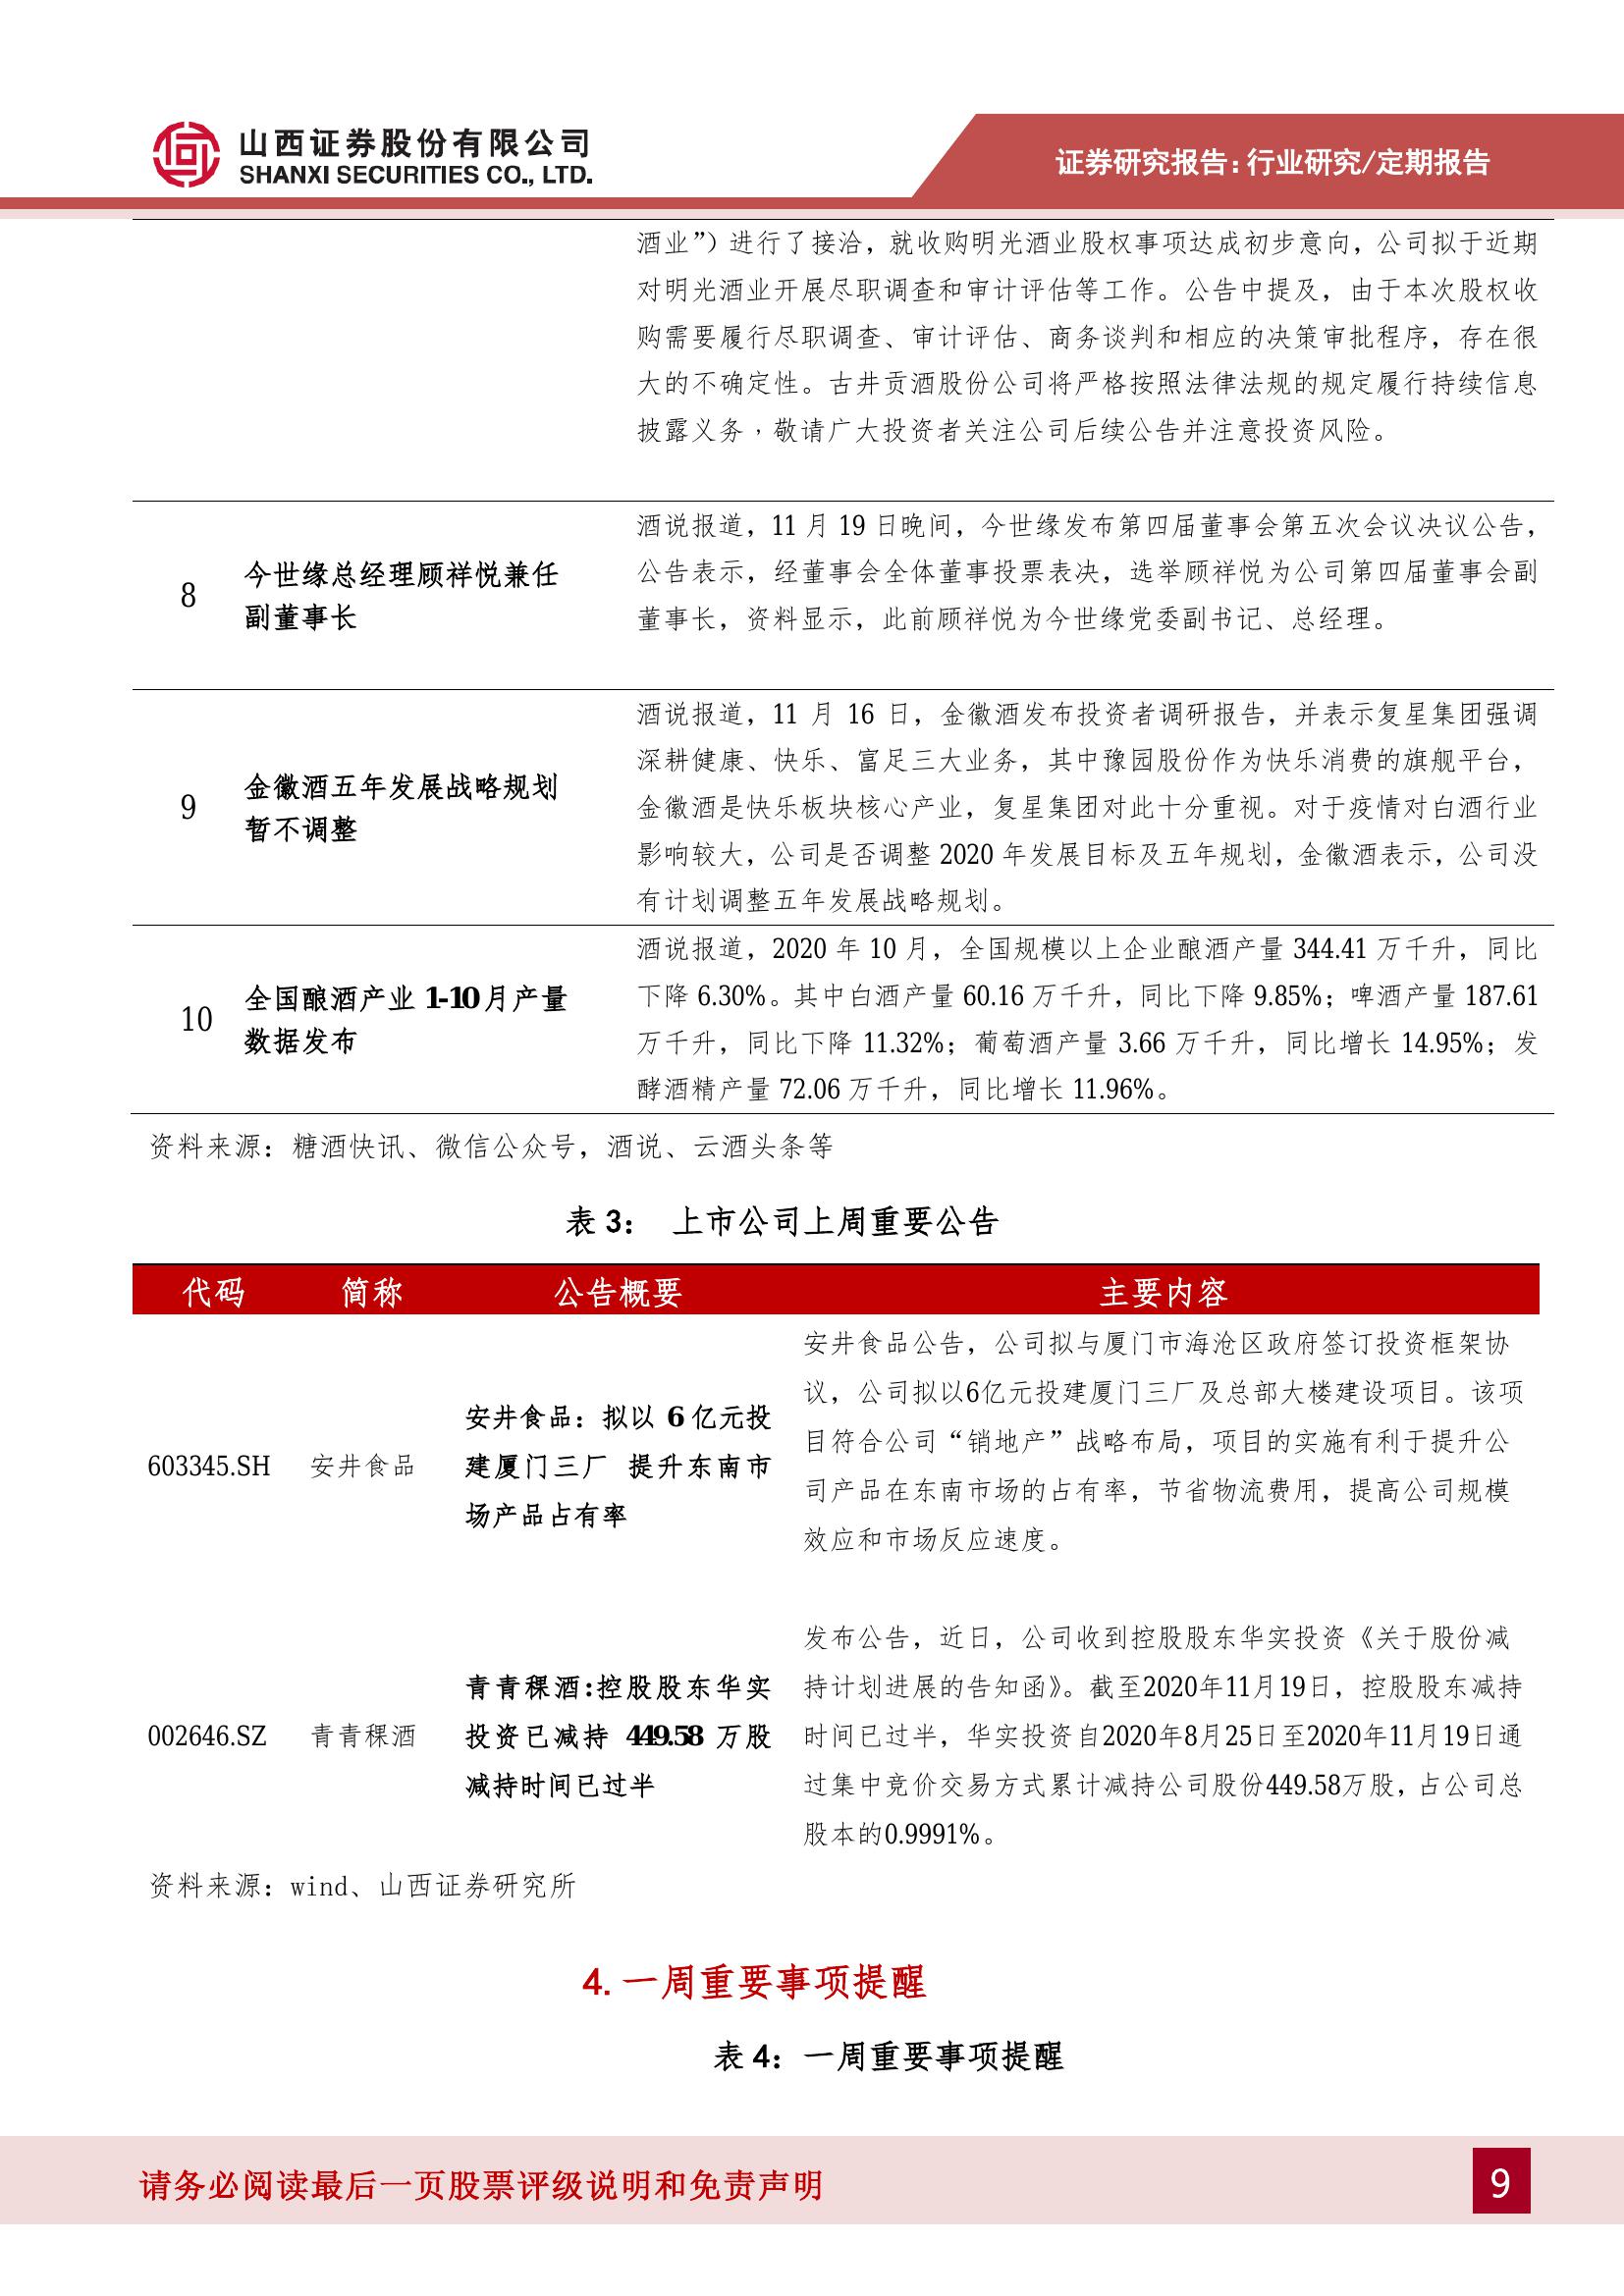 山西证券股份有限公司
SHANXI SECURITIES CO., LTD.
证券研究报告：行业研究/定期报告
酒业”）进行了接洽，就收购明光酒业股权事项达成初步意向，公司拟于近期
对明光酒业开展尽职调查和审计评估等工作。公告中提及，由于本次股权收
购需要履行尽职调查、审计评估、商务谈判和相应的决策审批程序，存在很
大的不确定性。古井贡酒股份公司将严格按照法律法规的规定履行持续信息
披露义务，敬请广大投资者关注公司后续公告并注意投资风险。
8
今世缘总经理顾祥悦兼任
副董事长
酒说报道，11 月 19 日晚间，今世缘发布第四届董事会第五次会议决议公告，
公告表示，经董事会全体董事投票表决，选举顾祥悦为公司第四届董事会副
董事长，资料显示，此前顾祥悦为今世缘党委副书记、总经理。
9
金徽酒五年发展战略规划
暂不调整
酒说报道，11 月 16 日，金徽酒发布投资者调研报告，并表示复星集团强调
深耕健康、快乐、富足三大业务，其中豫园股份作为快乐消费的旗舰平台，
金徽酒是快乐板块核心产业，复星集团对此十分重视。对于疫情对白酒行业
影响较大，公司是否调整 2020 年发展目标及五年规划，金徽酒表示，公司没
有计划调整五年发展战略规划。
10
全国酿酒产业 1-10 月产量
数据发布
酒说报道，2020 年 10 月，全国规模以上企业酿酒产量 344.41 万千升，同比
下降 6.30%。其中白酒产量 60.16 万千升，同比下降 9.85%；啤酒产量 187.61
万千升，同比下降 11.32%；葡萄酒产量 3.66 万千升，同比增长 14.95%；发
酵酒精产量 72.06 万千升，同比增长 11.96%。
资料来源：糖酒快讯、微信公众号，酒说、云酒头条等
表 3： 上市公司上周重要公告
代码 简称 公告概要 主要内容
603345.SH
安井食品
安井食品：拟以 6 亿元投
建厦门三厂 提升东南市
场产品占有率
安井食品公告，公司拟与厦门市海沧区政府签订投资框架协
议，公司拟以6亿元投建厦门三厂及总部大楼建设项目。该项
目符合公司“销地产”战略布局，项目的实施有利于提升公
司产品在东南市场的占有率，节省物流费用，提高公司规模
效应和市场反应速度。
002646.SZ
青青稞酒
青青稞酒:控股股东华实
投资已减持 449.58 万股
减持时间已过半
发布公告，近日，公司收到控股股东华实投资《关于股份减
持计划进展的告知函》。截至2020年11月19日，控股股东减持
时间已过半，华实投资自2020年8月25日至2020年11月19日通
过集中竞价交易方式累计减持公司股份449.58万股，占公司总
股本的0.9991%。
资料来源：wind、山西证券研究所
4. 一周重要事项提醒
表 4：一周重要事项提醒
请务必阅读最后一页股票评级说明和免责声明
9